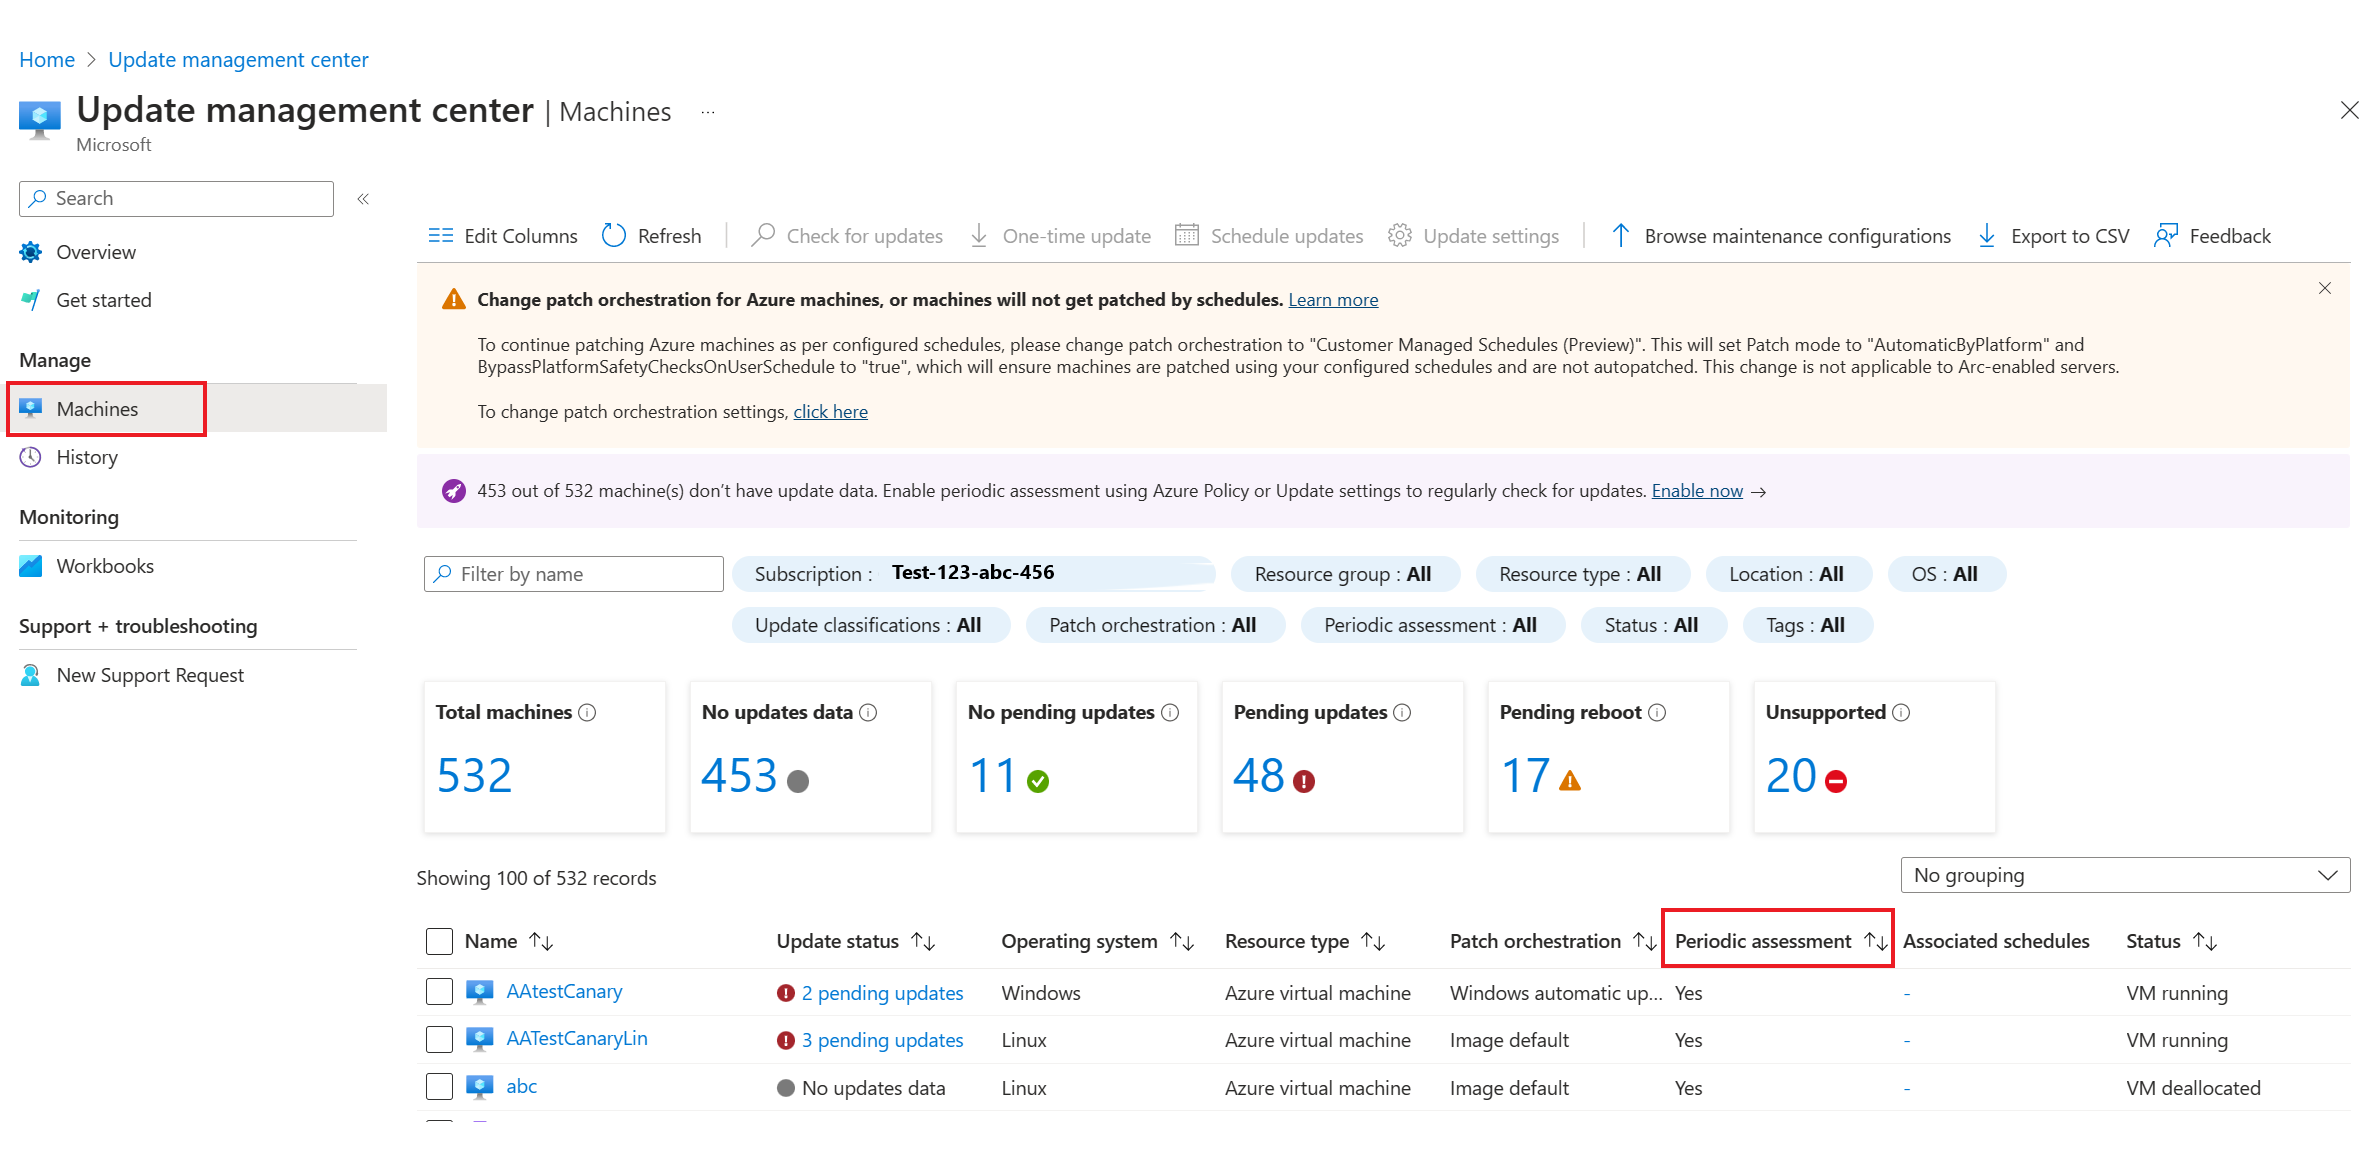 Home > Update management center
Update management center | Machines ...
Microsoft
Search «
Overview
Get started
Manage
Machines
History
Monitoring
Workbooks
Support + troubleshooting
New Support Request
Edit Columns Refresh Check for updates One-time update Schedule updates Update settings Browse maintenance configurations Export to CSV Feedback
Change patch orchestration for Azure machines, or machines will not get patched by schedules. Learn more
To continue patching Azure machines as per configured schedules, please change patch orchestration to "Customer Managed Schedules (Preview)". This will set Patch mode to "AutomaticByPlatform" and
BypassPlatformSafetyChecksOnUserSchedule to "true", which will ensure machines are patched using your configured schedules and are not autopatched. This change is not applicable to Arc-enabled servers.
To change patch orchestration settings, click here
453 out of 532 machine(s) don't have update data. Enable periodic assessment using Azure Policy or Update settings to regularly check for updates. Enable now →
Filter by name Subscription : Test-123-abc-456 Resource group : All Resource type : All Location : All OS : All
Update classifications : All Patch orchestration : All Periodic assessment : All Status : All Tags : All
Total machines No updates data No pending updates Pending updates Pending reboot Unsupported
532 453 11 48 17 20
Showing 100 of 532 records No grouping
Name Update status Operating system Resource type Patch orchestration Periodic assessment Associated schedules Status
AAtestCanary 2 pending updates Windows Azure virtual machine Windows automatic up... Yes - VM running
AATestCanaryLin 3 pending updates Linux Azure virtual machine Image default Yes - VM running
abc No updates data Linux Azure virtual machine Image default Yes - VM deallocated